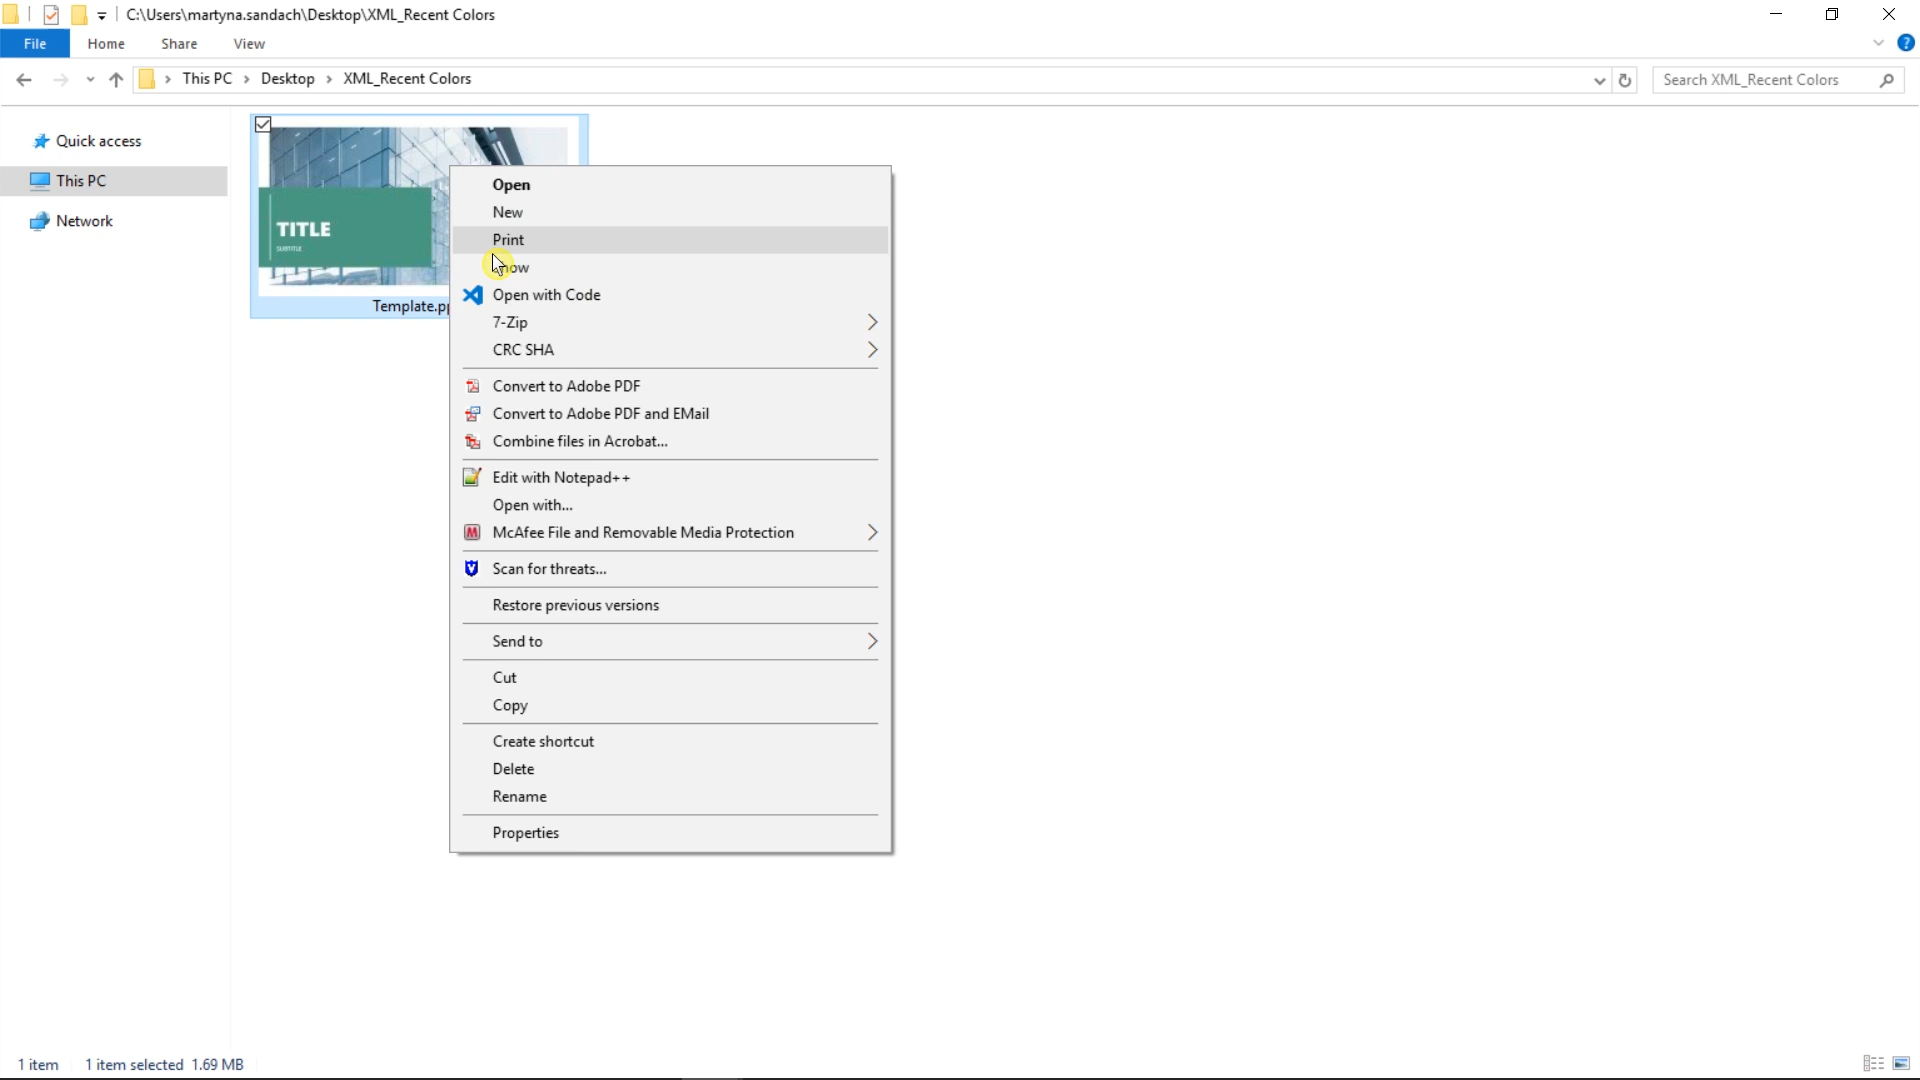 C:\Users\martyna.sandach\Desktop\XML_Recent Colors
File Home Share View
This PC Desktop XML_Recent Colors
Search XML_Recent Colors
Quick access
This PC
Network
TITLE
SUBTITLE
Open
New
Print
Open with Code
7-Zip
CRC SHA
Convert to Adobe PDF
Convert to Adobe PDF and EMail
Combine files in Acrobat...
Edit with Notepad++
Open with...
McAfee File and Removable Media Protection
Scan for threats...
Restore previous versions
Send to
Cut
Copy
Create shortcut
Delete
Rename
Properties
1 item 1 item selected 1.69 MB